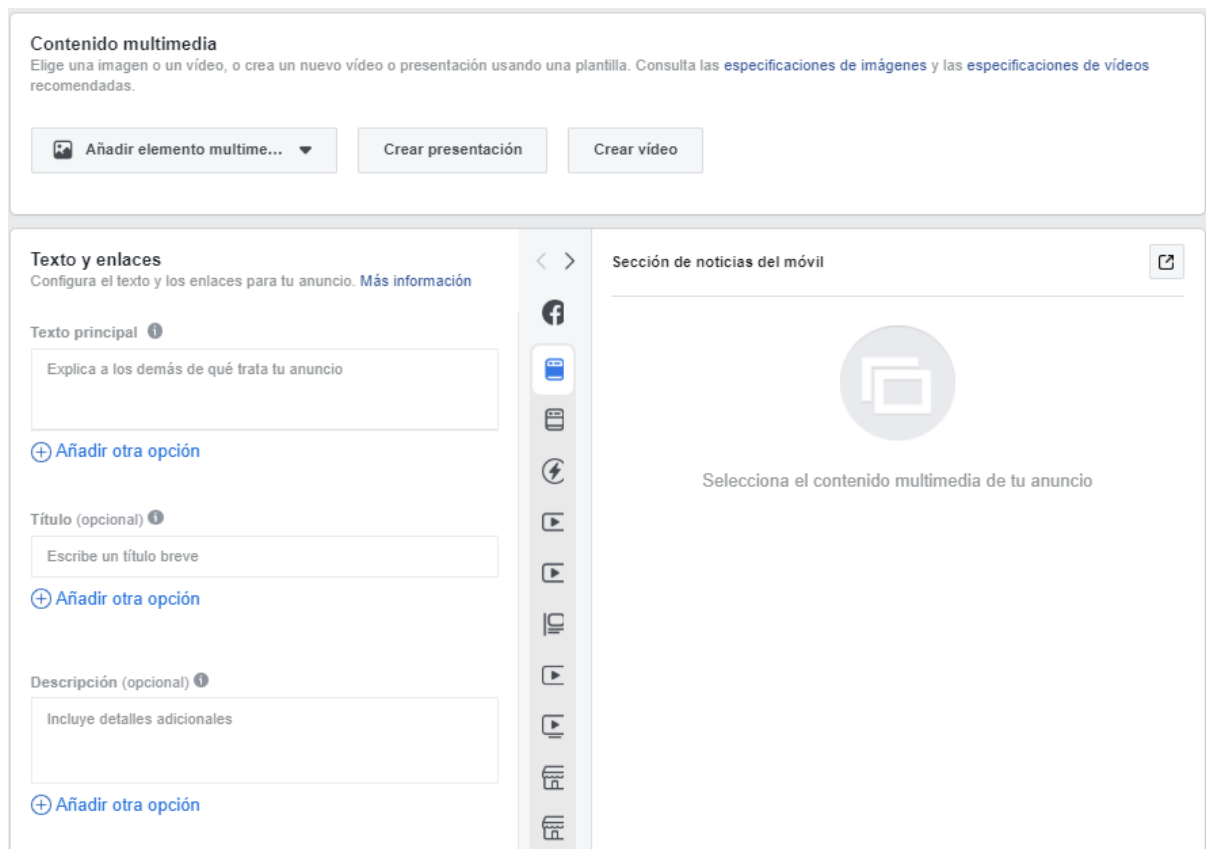 Contenido multimedia
Elige una imagen o un vídeo, o crea un nuevo vídeo o presentación usando una plantilla. Consulta las especificaciones de imágenes y las especificaciones de vídeos
recomendadas.
Añadir elemento multime...
Crear presentación
Crear vídeo
Texto y enlaces
Configura el texto y los enlaces para tu anuncio. Más información
Texto principal
Explica a los demás de qué trata tu anuncio
Añadir otra opción
Título (opcional)
Escribe un título breve
Añadir otra opción
Descripción (opcional)
Incluye detalles adicionales
Añadir otra opción
Sección de noticias del móvil
Selecciona el contenido multimedia de tu anuncio